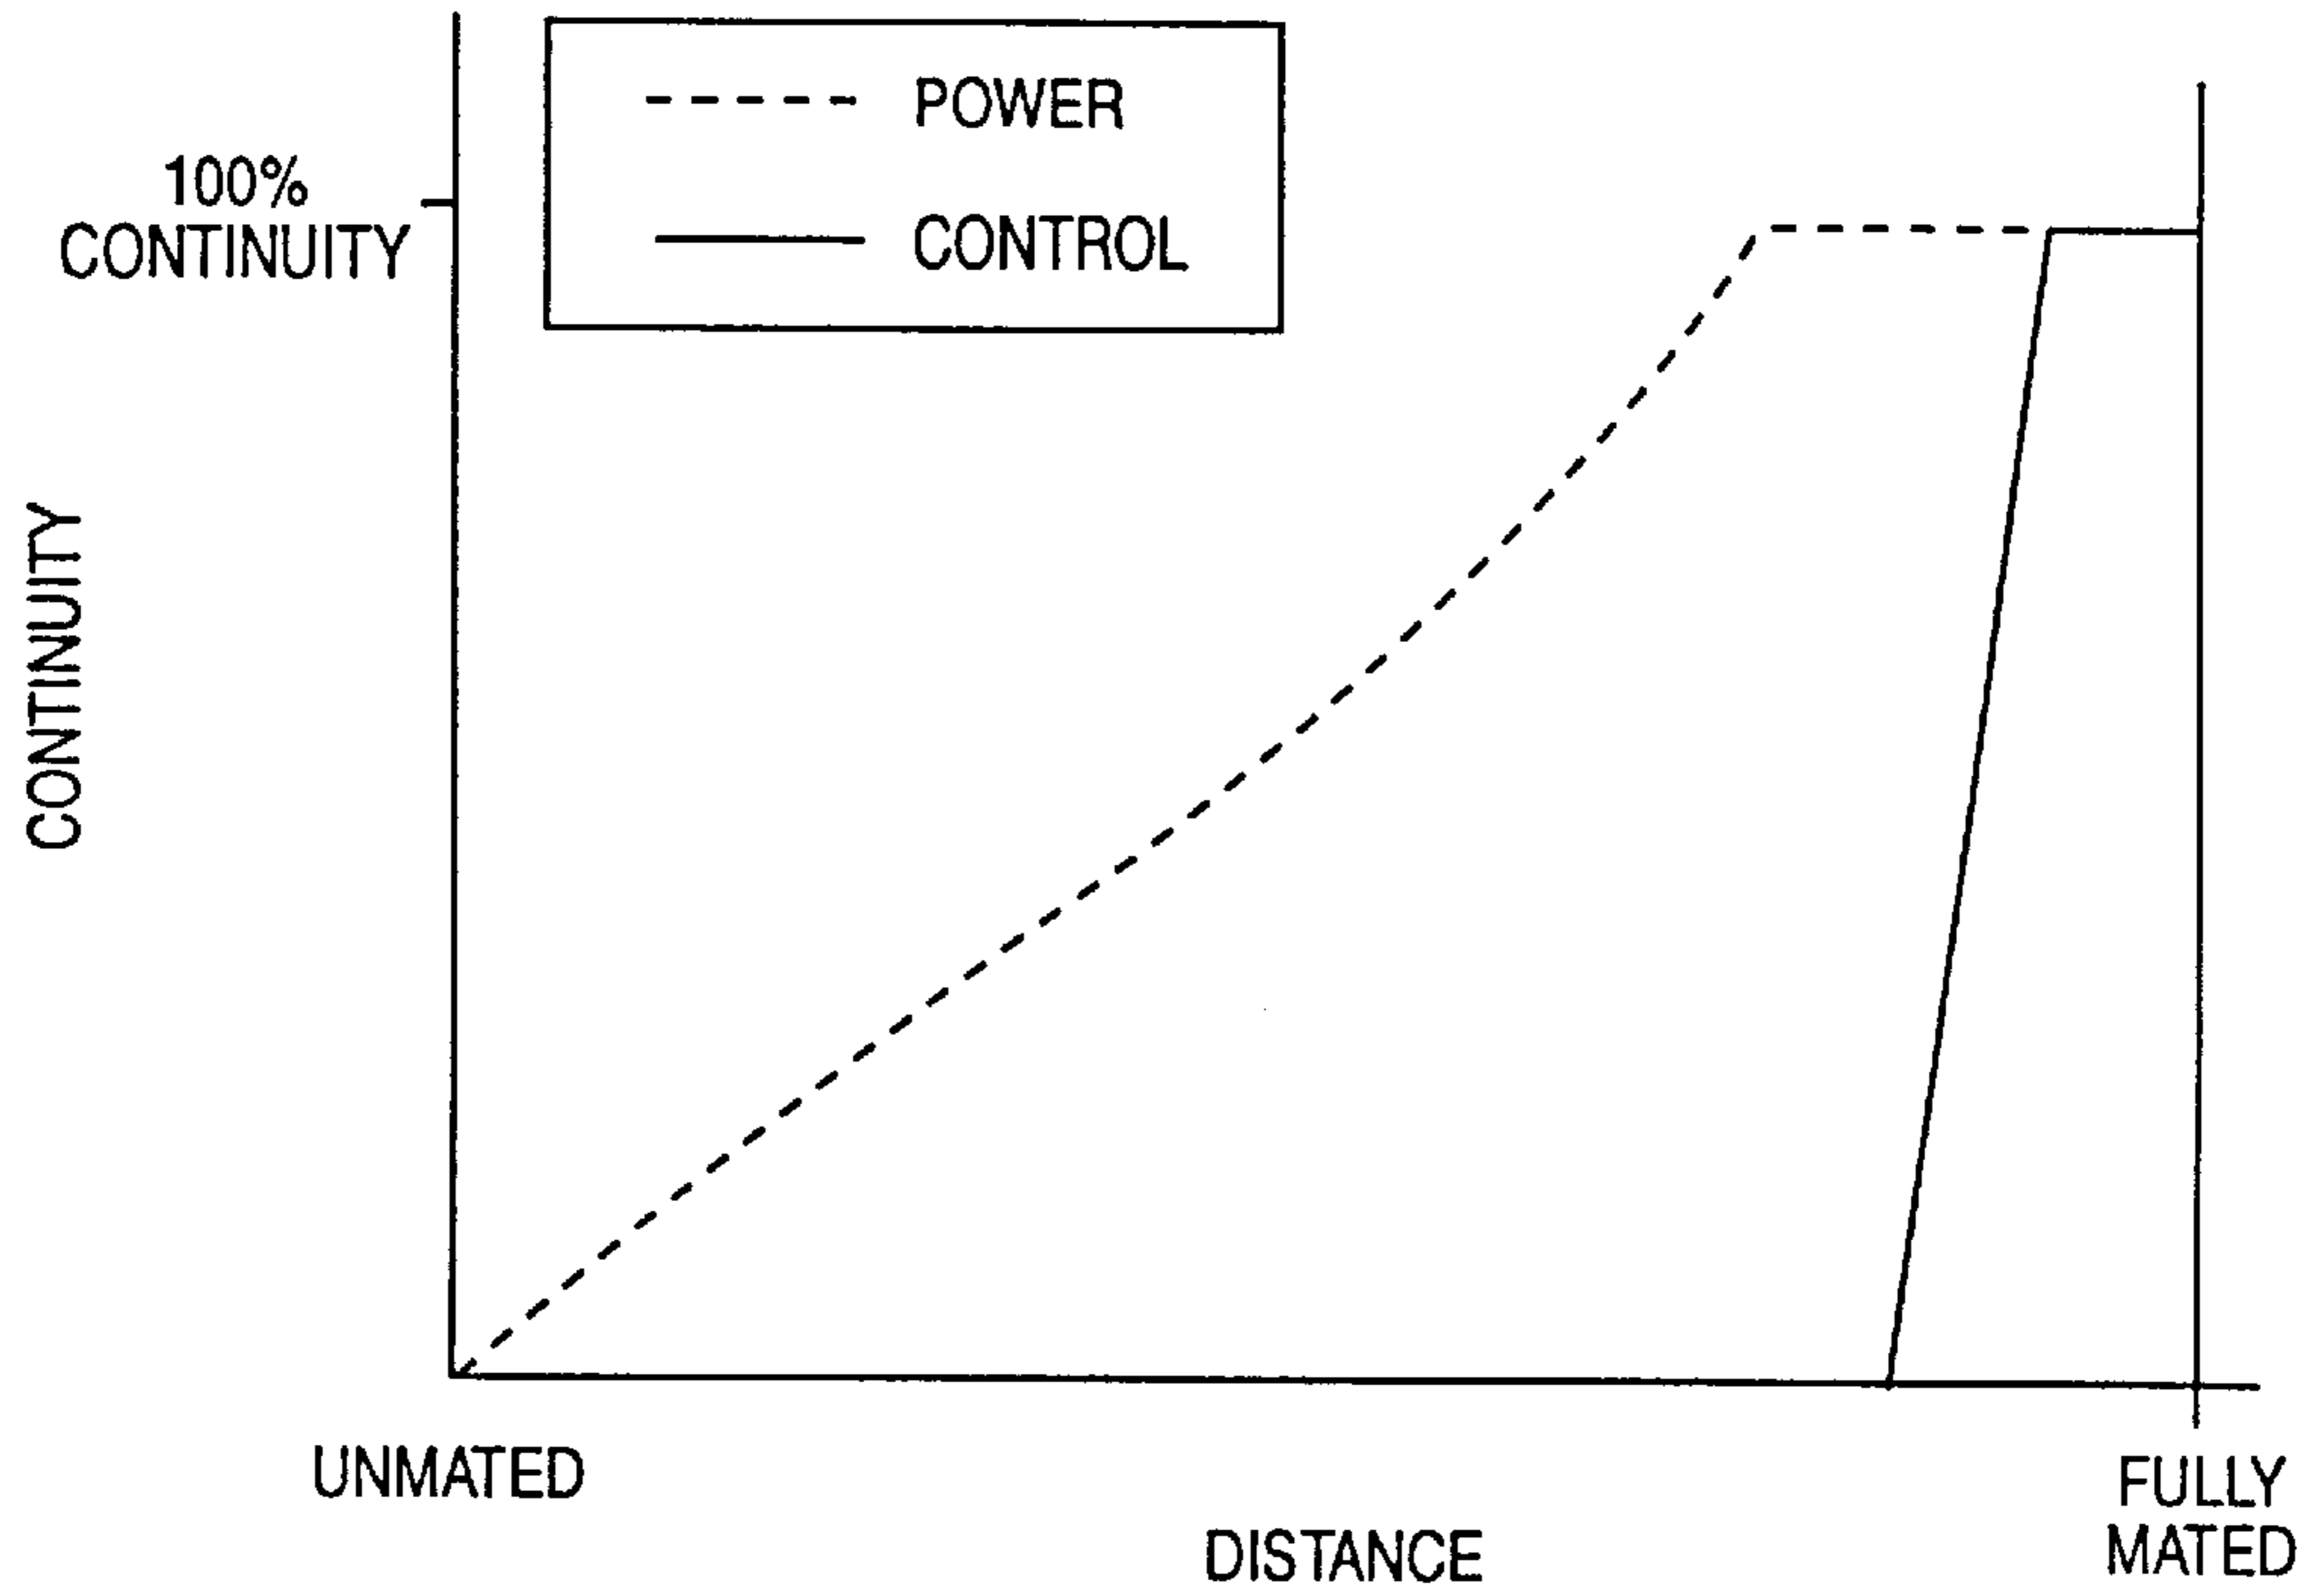 POWER
CONTROL
100%
CONTINUITY
CONTINUITY
UNMATED
FULLY
MATED
DISTANCE